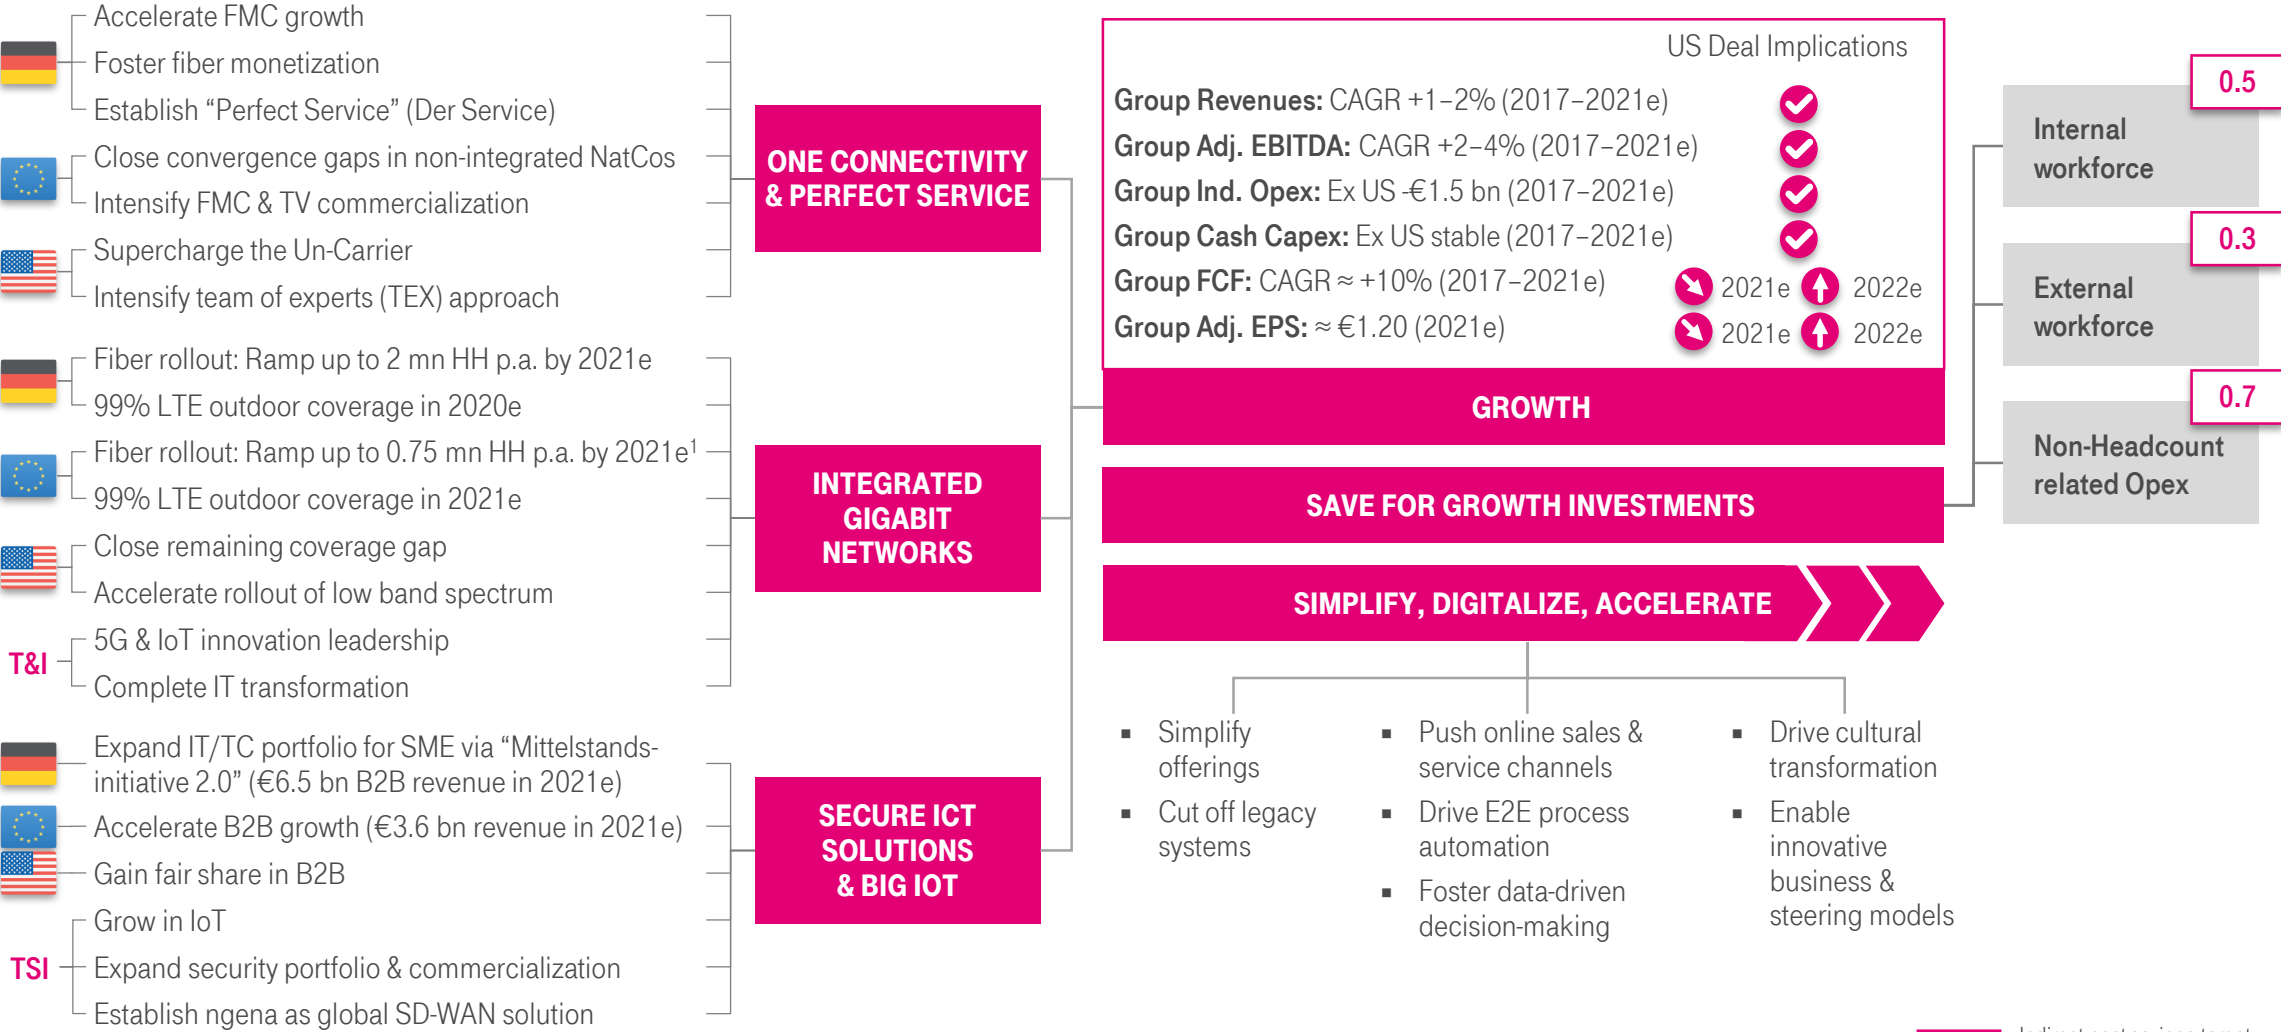 Accelerate FMC growth
Foster fiber monetization
Establish “Perfect Service” (Der Service)
Close convergence gaps in non-integrated NatCos
Intensify FMC & TV commercialization
Supercharge the Un-Carrier
Intensify team of experts (TEX) approach
ONE CONNECTIVITY
& PERFECT SERVICE
Fiber rollout: Ramp up to 2 mn HH p.a. by 2021e
99% LTE outdoor coverage in 2020e
Fiber rollout: Ramp up to 0.75 mn HH p.a. by 2021e¹
99% LTE outdoor coverage in 2021e
Close remaining coverage gap
Accelerate rollout of low band spectrum
T&I
5G & IoT innovation leadership
Complete IT transformation
INTEGRATED
GIGABIT
NETWORKS
Expand IT/TC portfolio for SME via “Mittelstands-
initiative 2.0” (€6.5 bn B2B revenue in 2021e)
Accelerate B2B growth (€3.6 bn revenue in 2021e)
Gain fair share in B2B
TSI
Grow in IoT
Expand security portfolio & commercialization
Establish ngena as global SD-WAN solution
SECURE ICT
SOLUTIONS
& BIG IOT
US Deal Implications
Group Revenues: CAGR +1–2% (2017–2021e)
Group Adj. EBITDA: CAGR +2–4% (2017–2021e)
Group Ind. Opex: Ex US -€1.5 bn (2017–2021e)
Group Cash Capex: Ex US stable (2017–2021e)
Group FCF: CAGR ≈ +10% (2017–2021e) 2021e 2022e
Group Adj. EPS: ≈ €1.20 (2021e) 2021e 2022e
GROWTH
SAVE FOR GROWTH INVESTMENTS
SIMPLIFY, DIGITALIZE, ACCELERATE
▪ Simplify
offerings
▪ Cut off legacy
systems
▪ Push online sales &
service channels
▪ Drive E2E process
automation
▪ Foster data-driven
decision-making
▪ Drive cultural
transformation
▪ Enable
innovative
business &
steering models
0.5
Internal
workforce
0.3
External
workforce
0.7
Non-Headcount
related Opex